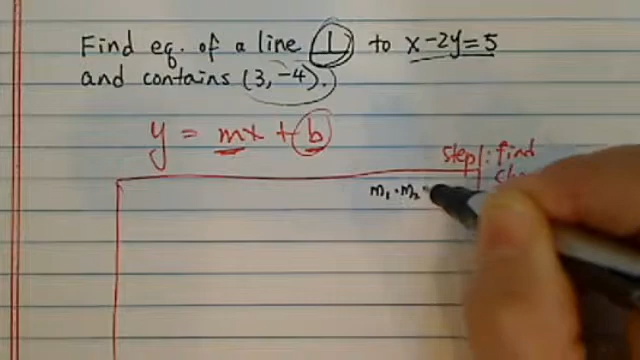 Find eq. of a line ⊥ to x-2y=5
and contains (3,-4).
y = mx + b
step 1: find
m₁·m₂